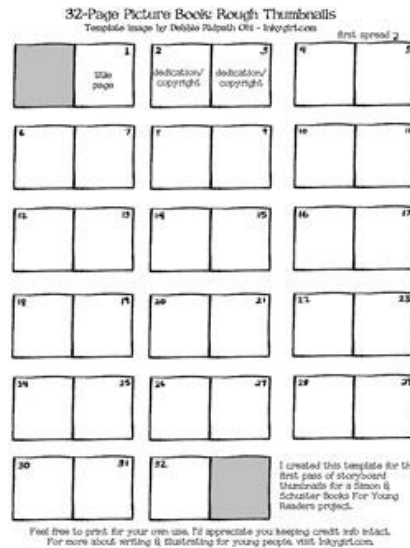 32-Page Picture Book: Rough Thumbnails
Template image by Debbie Ridpath Ohi - Inkygirl.com
first spread
1
2
3
4
5
title
page
dedication/
copyright
dedication/
copyright
6
7
9
10
12
13
14
15
16
17
18
19
20
21
22
23
24
25
26
27
28
30
31
32
I created this template for the
first pass of storyboard
thumbnails for a Simon &
Schuster Books For Young
Readers project.
Feel free to print for your own use. I'd appreciate you keeping credit info intact.
For more about writing & illustrating for young people, visit Inkygirl.com.